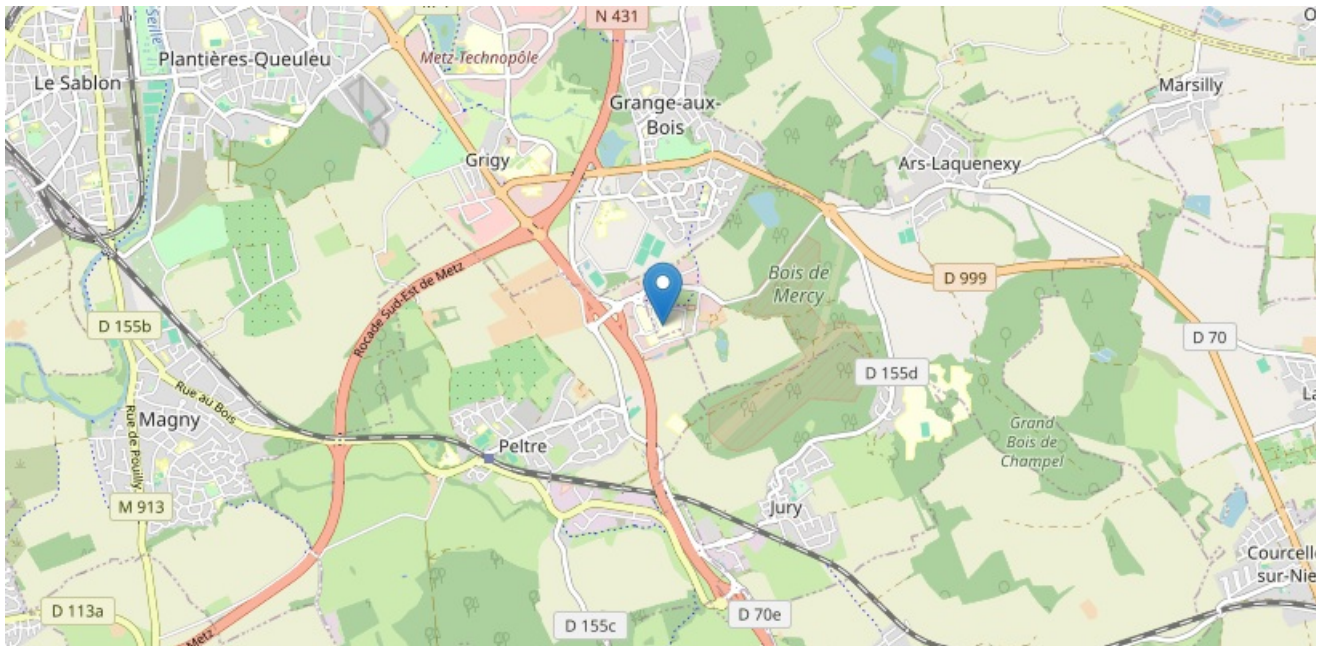 N 431
Plantières-Queuleu
Metz-Technopôle
Seille
Le Sablon
Marsilly
Grange-aux-
Bois
Grigy
Ars-Laquenexy
Bois de
Mercy
D 999
Rocade Sud-Est de Metz
D 155b
D 70
Rue au Bois
D 155d
Magny
Rue de Pouilly
Peltre
Grand
Bois de
Champel
M 913
Jury
Courcell
sur-Nie
D 113a
D 155c
D 70e
Metz